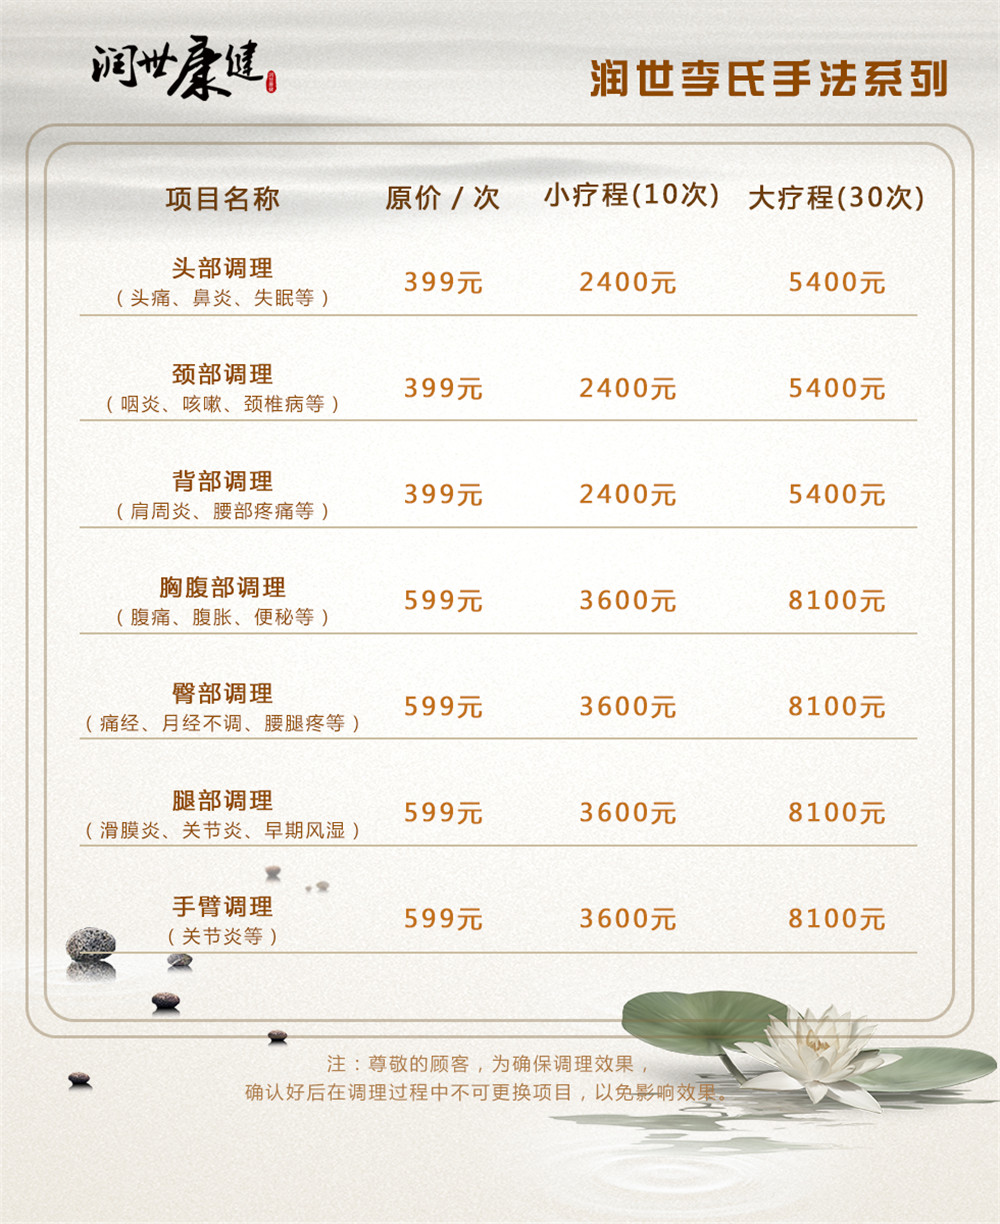 润世康健
润世李氏手法系列
项目名称 原价 / 次 小疗程(10次) 大疗程(30次)
头部调理
（头痛、鼻炎、失眠等）
399元 2400元 5400元
颈部调理
（咽炎、咳嗽、颈椎病等）
399元 2400元 5400元
背部调理
（肩周炎、腰部疼痛等）
399元 2400元 5400元
胸腹部调理
（腹痛、腹胀、便秘等）
599元 3600元 8100元
臀部调理
（痛经、月经不调、腰腿疼等）
599元 3600元 8100元
腿部调理
（滑膜炎、关节炎、早期风湿）
599元 3600元 8100元
手臂调理
（关节炎等）
599元 3600元 8100元
注：尊敬的顾客，为确保调理效果，
确认好后在调理过程中不可更换项目，以免影响效果。